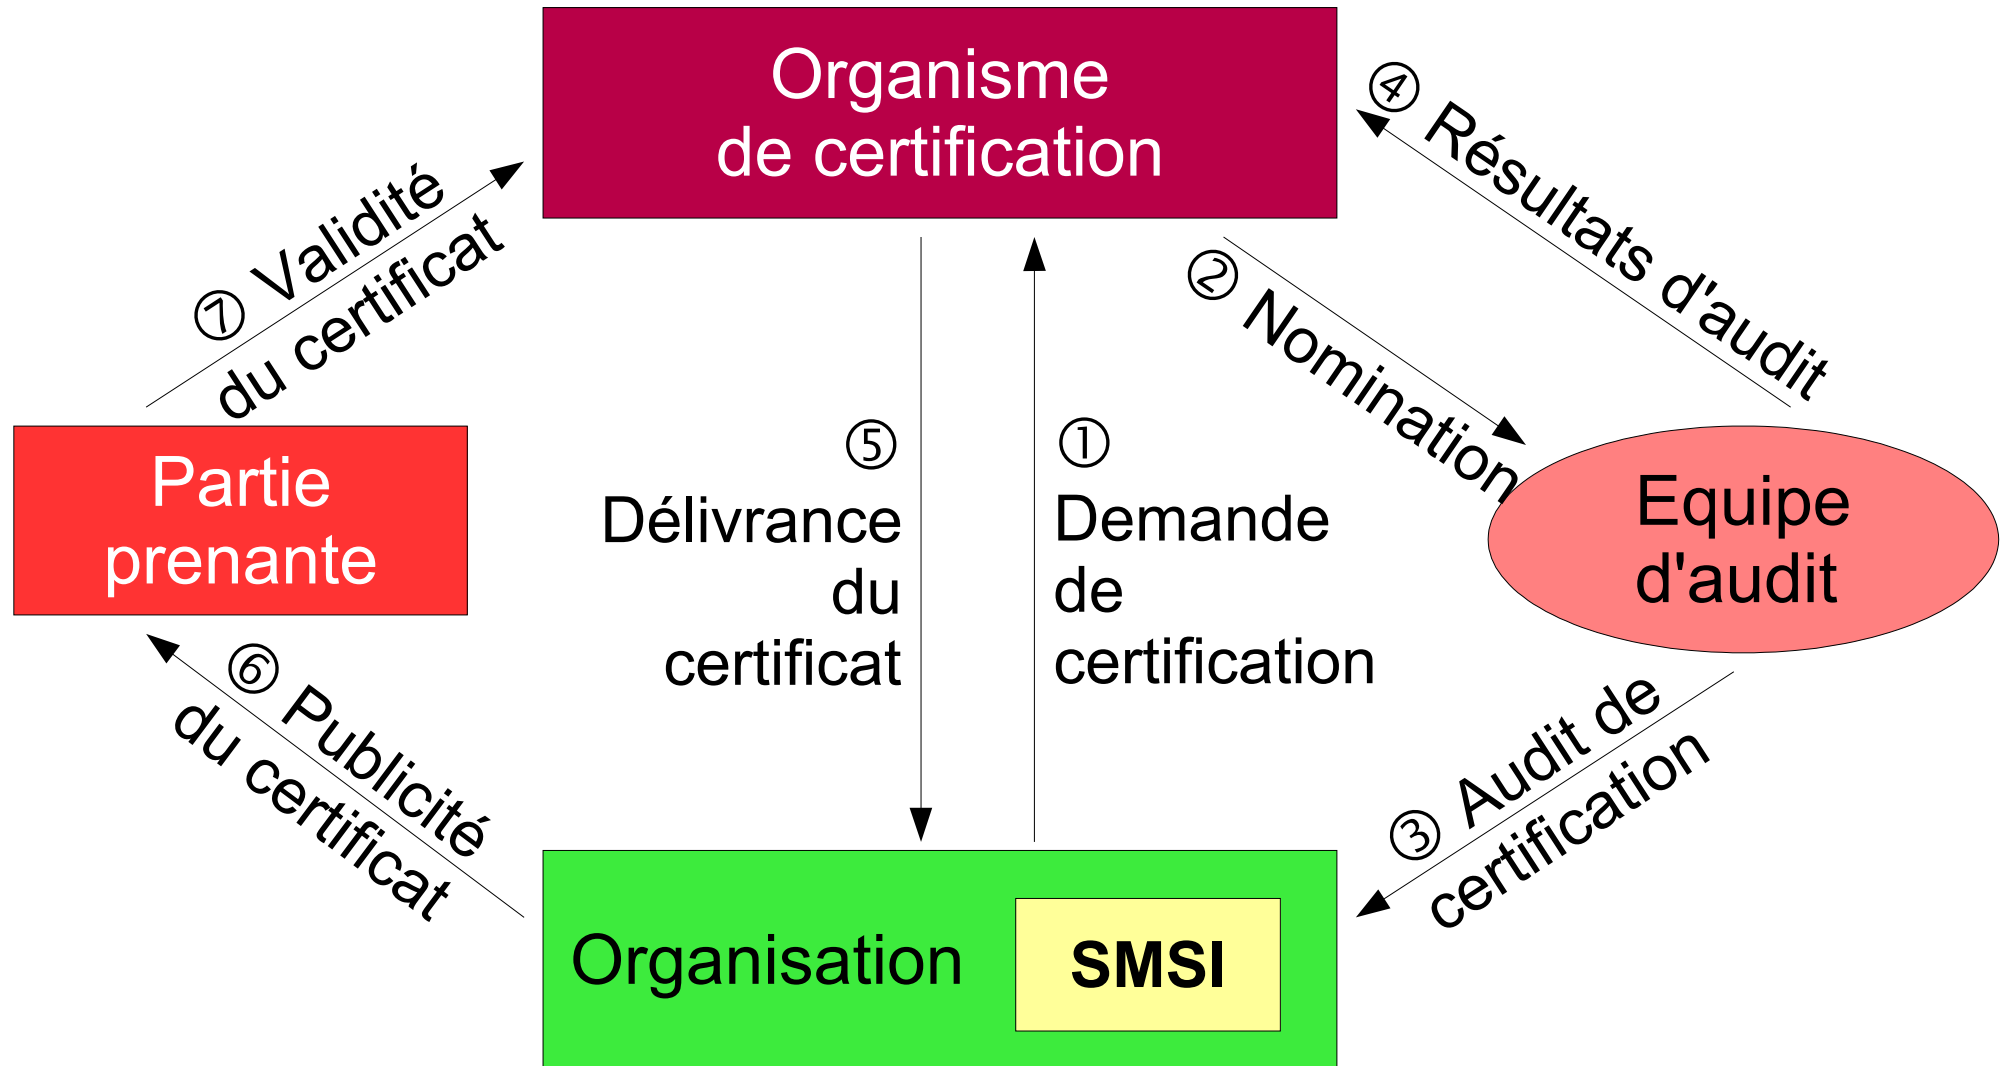 Organisme
de certification
④ Résultats d'audit
⑦ Validité
du certificat
② Nomination
⑤
Délivrance
du
certificat
①
Demande
de
certification
Partie
prenante
Equipe
d'audit
⑥ Publicité
du certificat
③ Audit de
certification
Organisation
SMSI